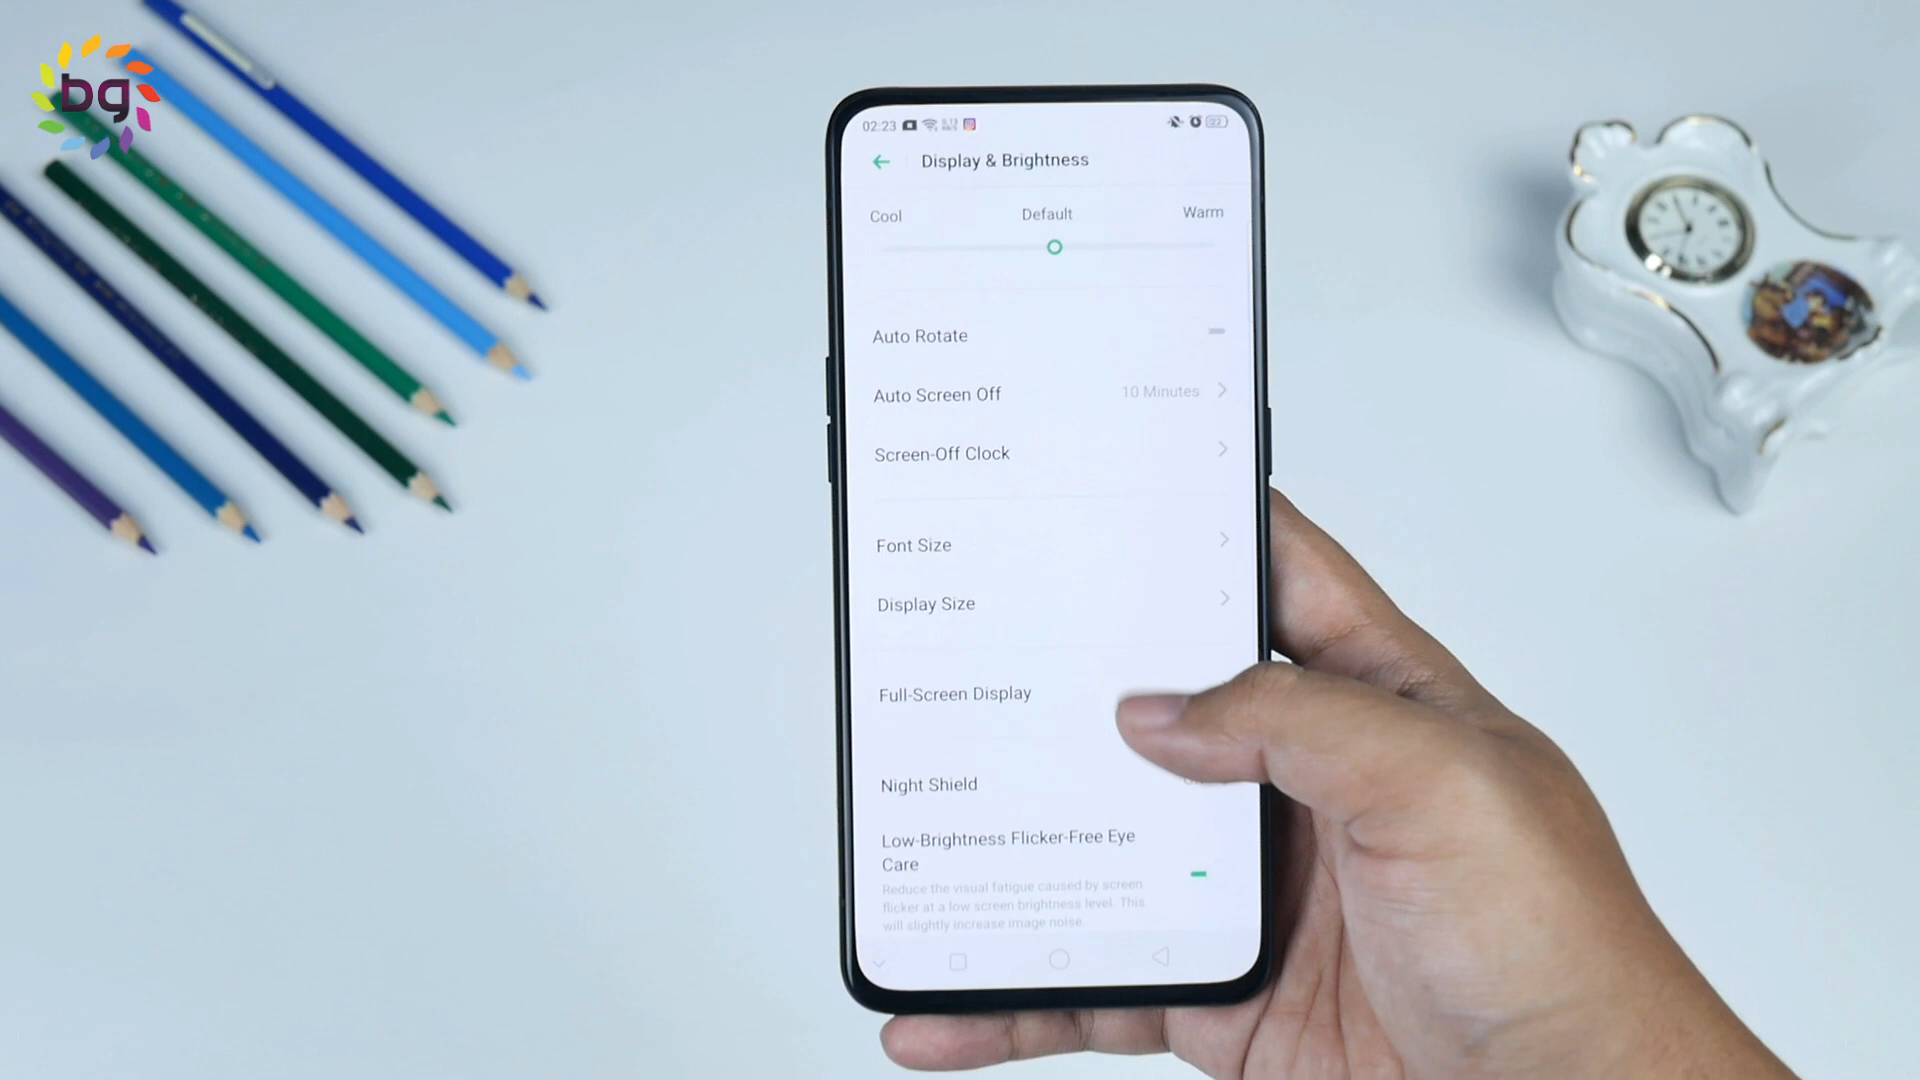 bg
02:23
22
Display & Brightness
Cool Default Warm
Auto Rotate
Auto Screen Off 10 Minutes
Screen-Off Clock
Font Size
Display Size
Full-Screen Display
Night Shield
Low-Brightness Flicker-Free Eye
Care
Reduce the visual fatigue caused by screen
flicker at a low screen brightness level. This
will slightly increase image noise.